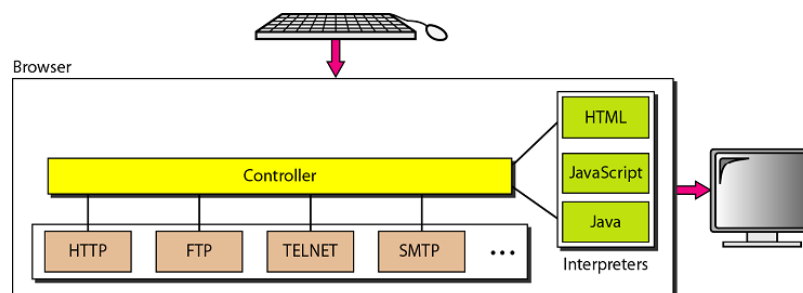 Browser
HTML
Controller
JavaScript
Java
HTTP
FTP
TELNET
SMTP
...
Interpreters